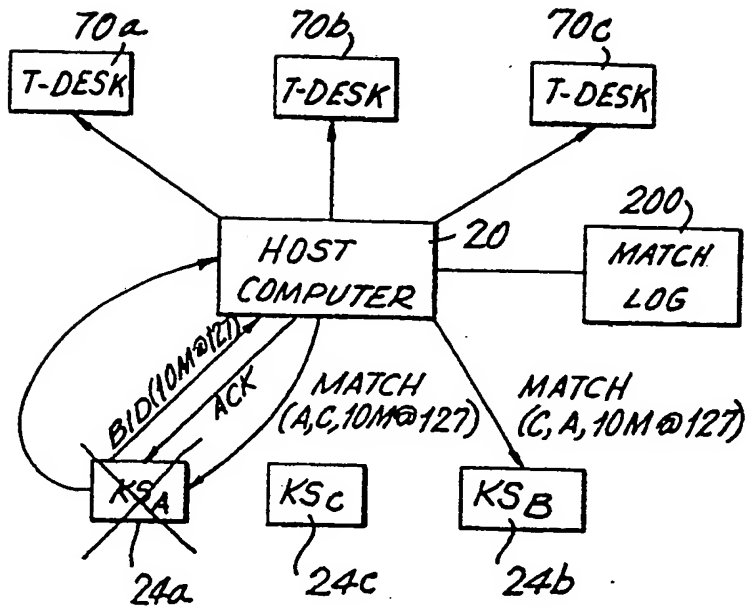 70a
70b
70c
T-DESK
T-DESK
T-DESK
HOST
COMPUTER
20
200
MATCH
LOG
BID(10M@127)
ACK
MATCH
(A,C,10M@127)
MATCH
(C,A,10M@127)
KSA
KSC
KSB
24a
24c
24b